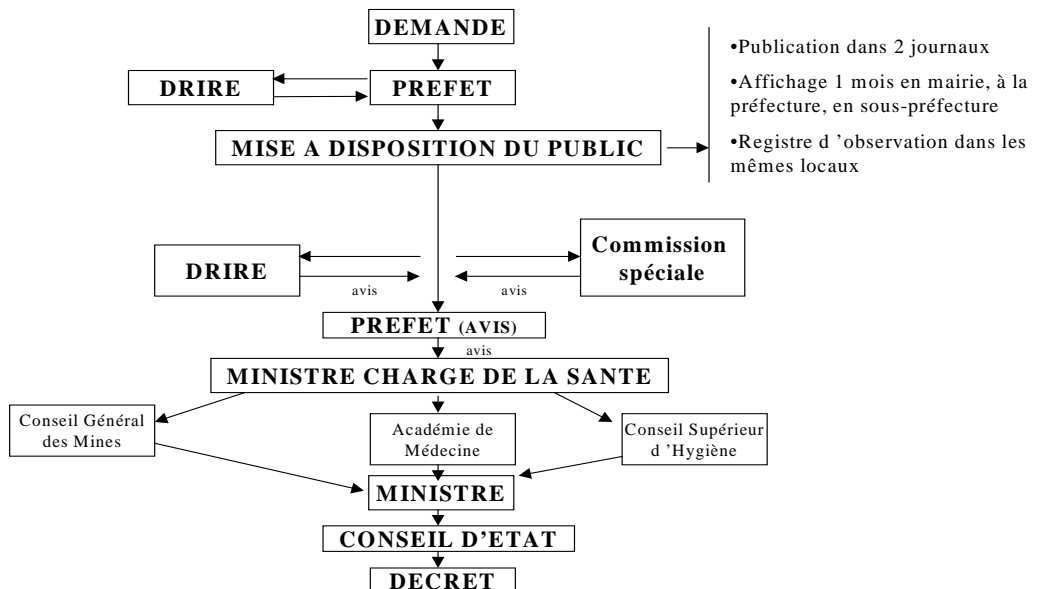 DEMANDE
•Publication dans 2 journaux
•Affichage 1 mois en mairie, à la
préfecture, en sous-préfecture
•Registre d ’observation dans les
mêmes locaux
DRIRE
PREFET
MISE A DISPOSITION DU PUBLIC
DRIRE
avis
avis
Commission
spéciale
PREFET (AVIS)
avis
MINISTRE CHARGE DE LA SANTE
Conseil Général
des Mines
Académie de
Médecine
Conseil Supérieur
d ’Hygiène
MINISTRE
CONSEIL D’ETAT
DECRET